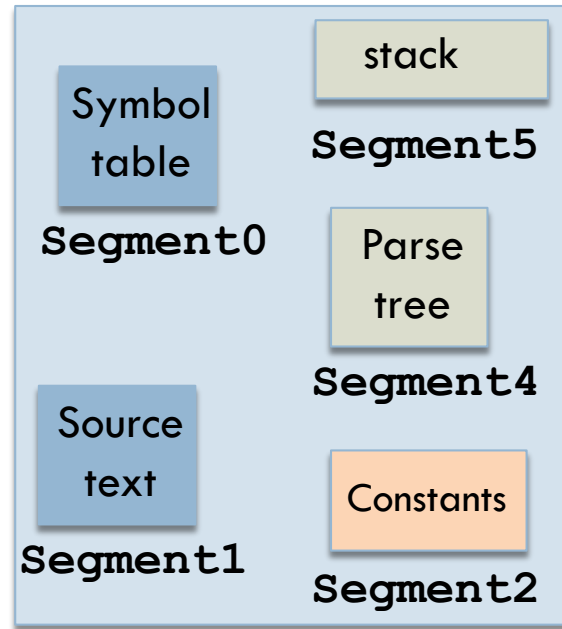 Symbol
table
Segment0
Source
text
Segment1
stack
Segment5
Parse
tree
Segment4
Constants
Segment2